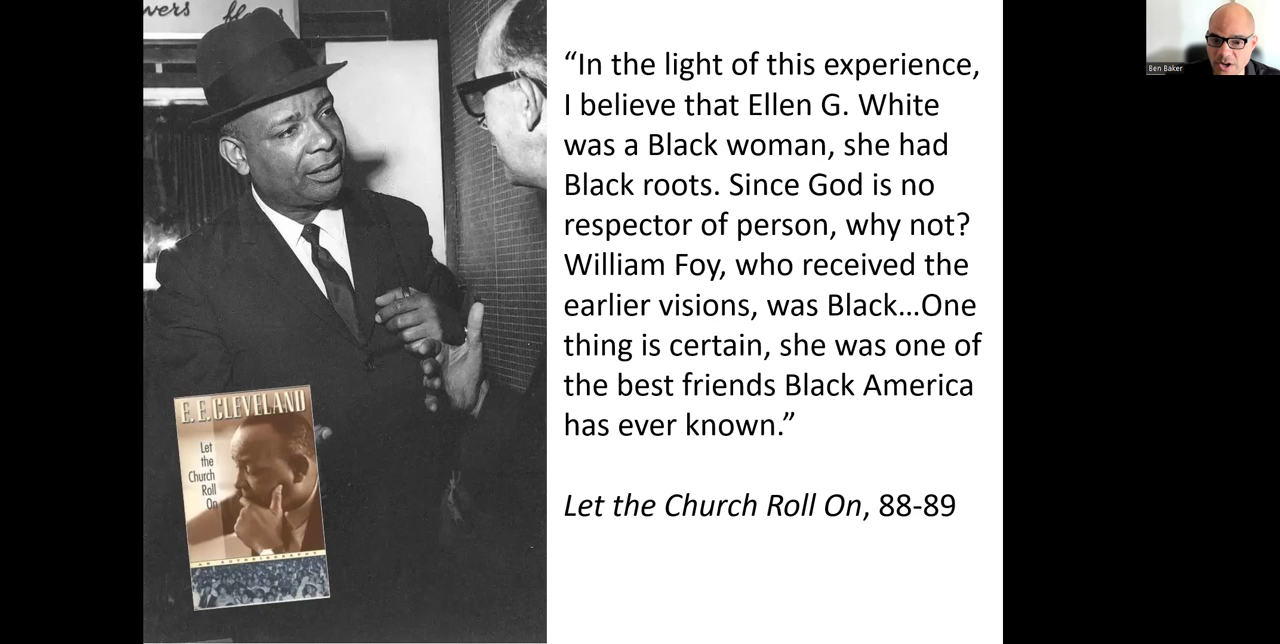 wers
“In the light of this experience,
I believe that Ellen G. White
was a Black woman, she had
Black roots. Since God is no
respector of person, why not?
William Foy, who received the
earlier visions, was Black…One
thing is certain, she was one of
the best friends Black America
has ever known.”
Let the Church Roll On, 88-89
E. E. CLEVELAND
Let
the
Church
Roll
On
AN AUTOBIOGRAPHY
Ben Baker